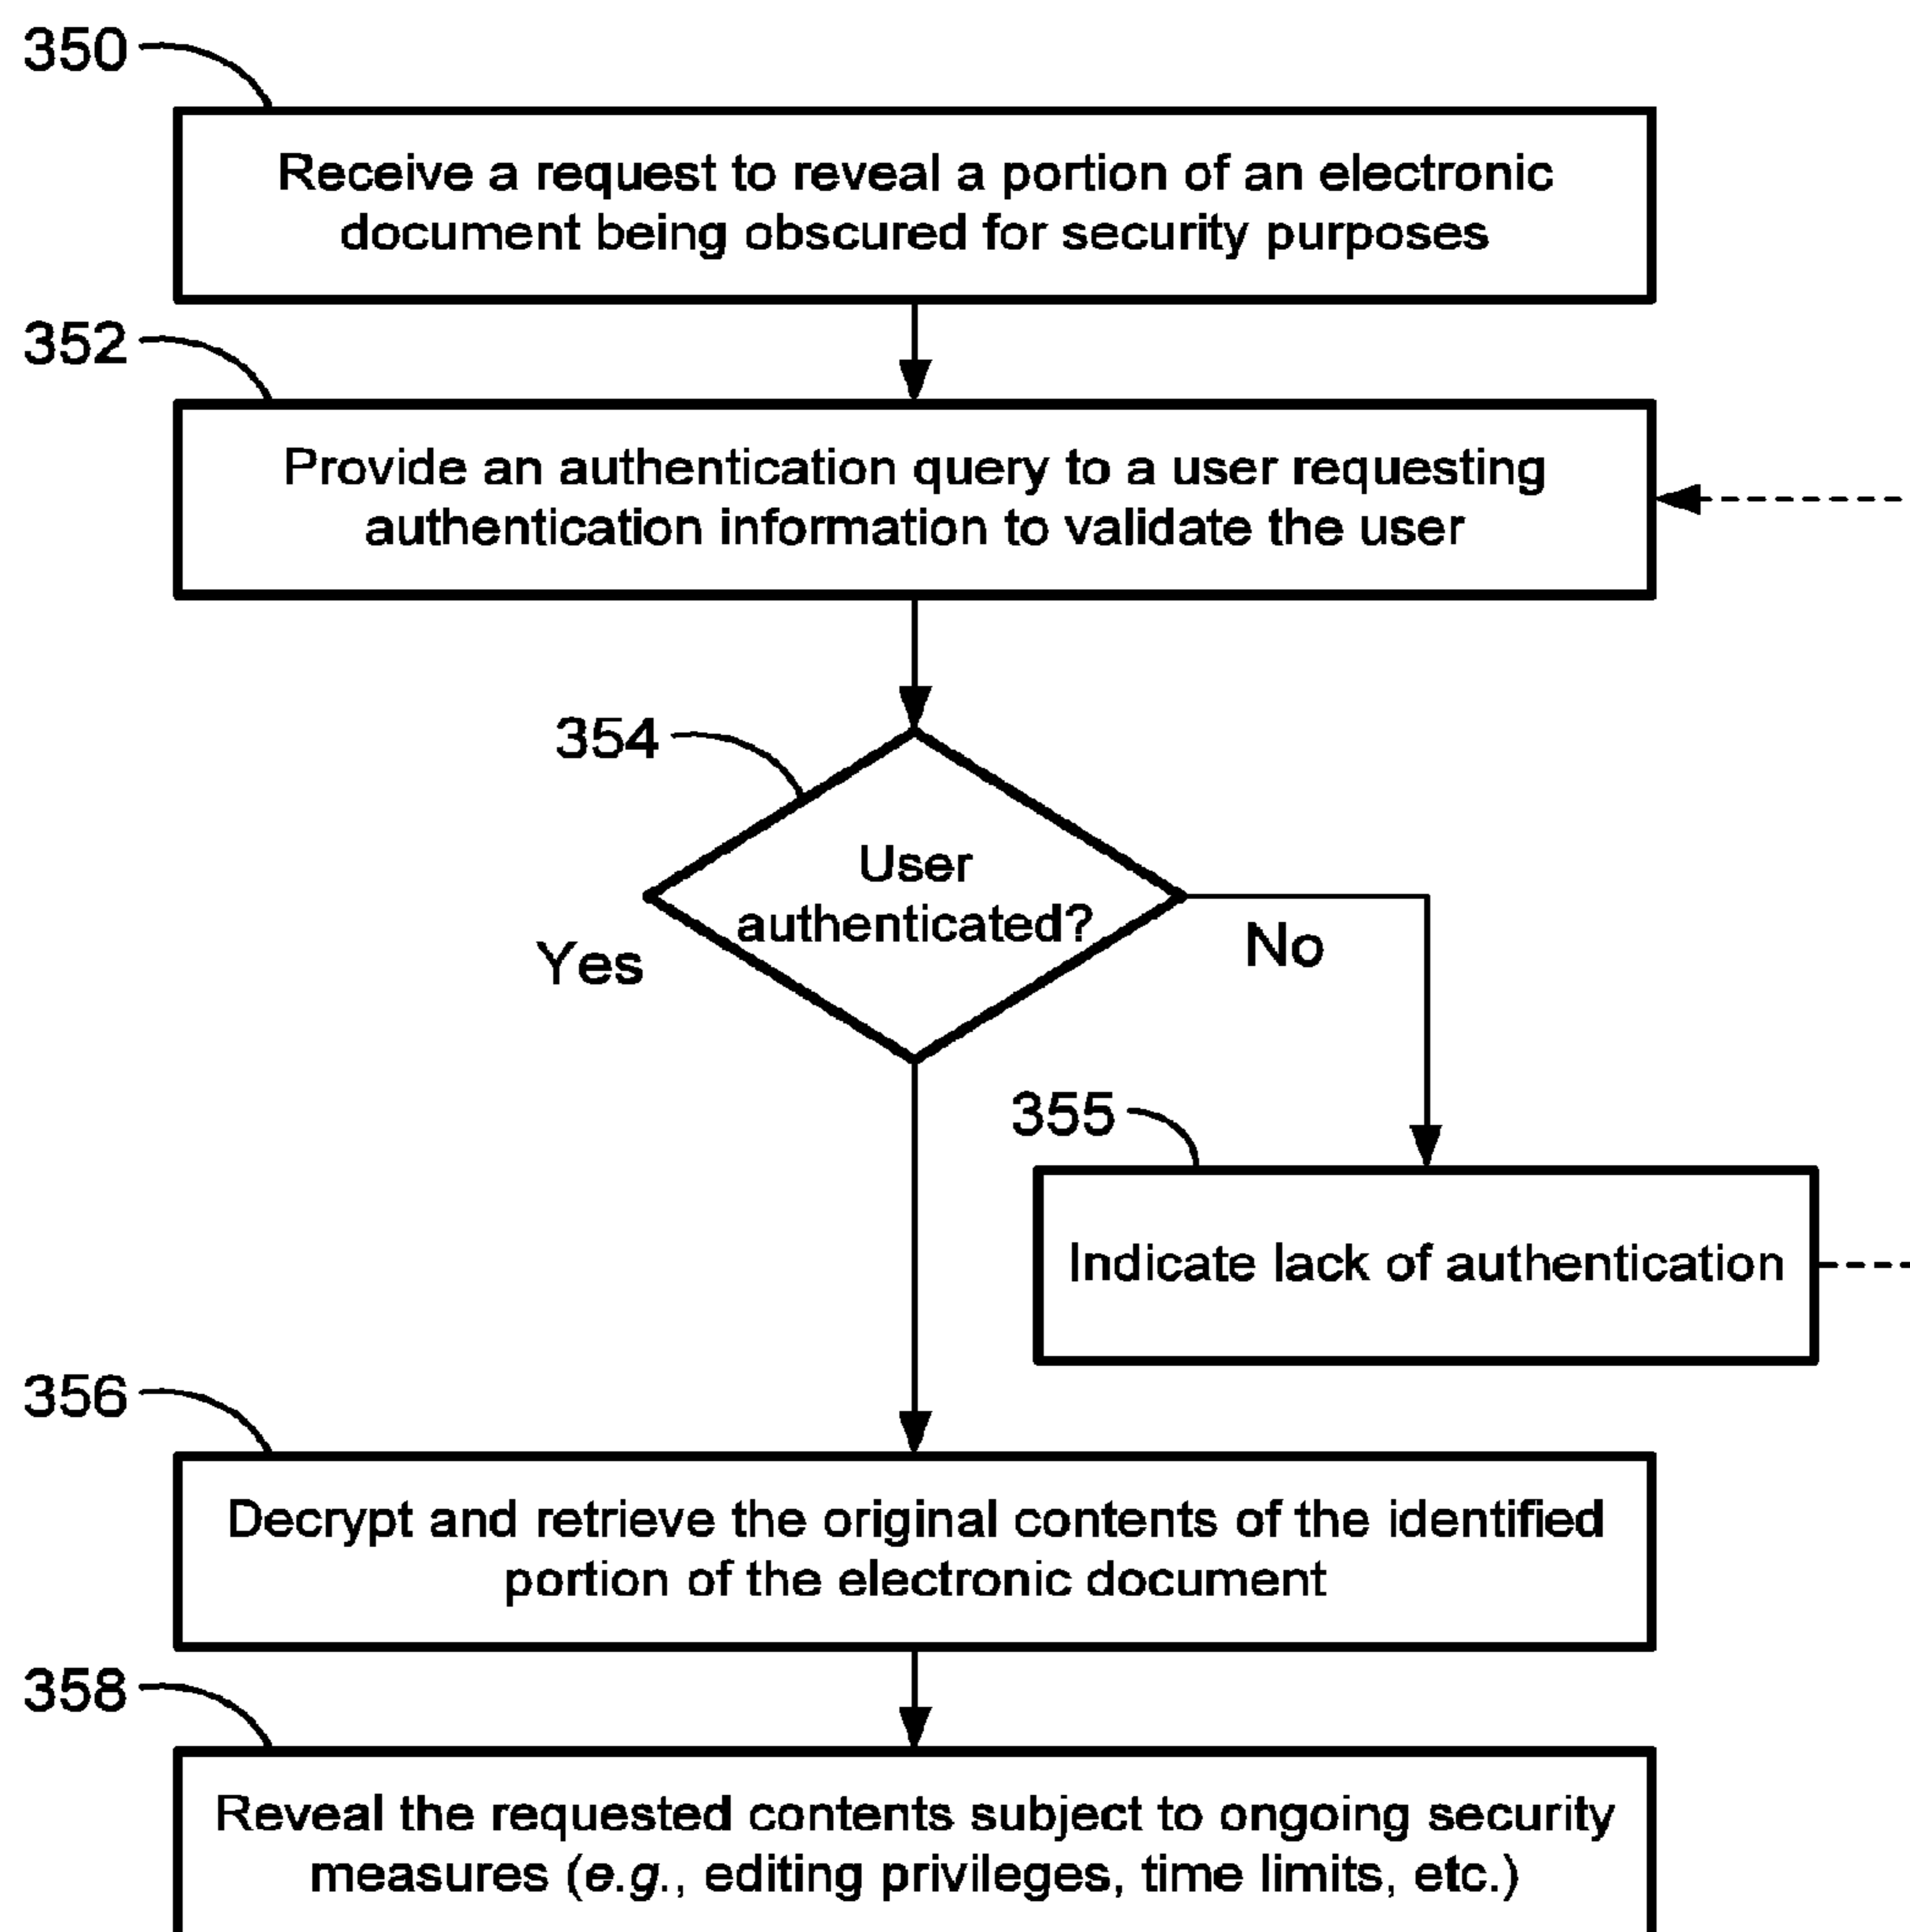 350
Receive a request to reveal a portion of an electronic
document being obscured for security purposes
352
Provide an authentication query to a user requesting
authentication information to validate the user
354
User
authenticated?
Yes
No
355
Indicate lack of authentication
356
Decrypt and retrieve the original contents of the identified
portion of the electronic document
358
Reveal the requested contents subject to ongoing security
measures (e.g., editing privileges, time limits, etc.)